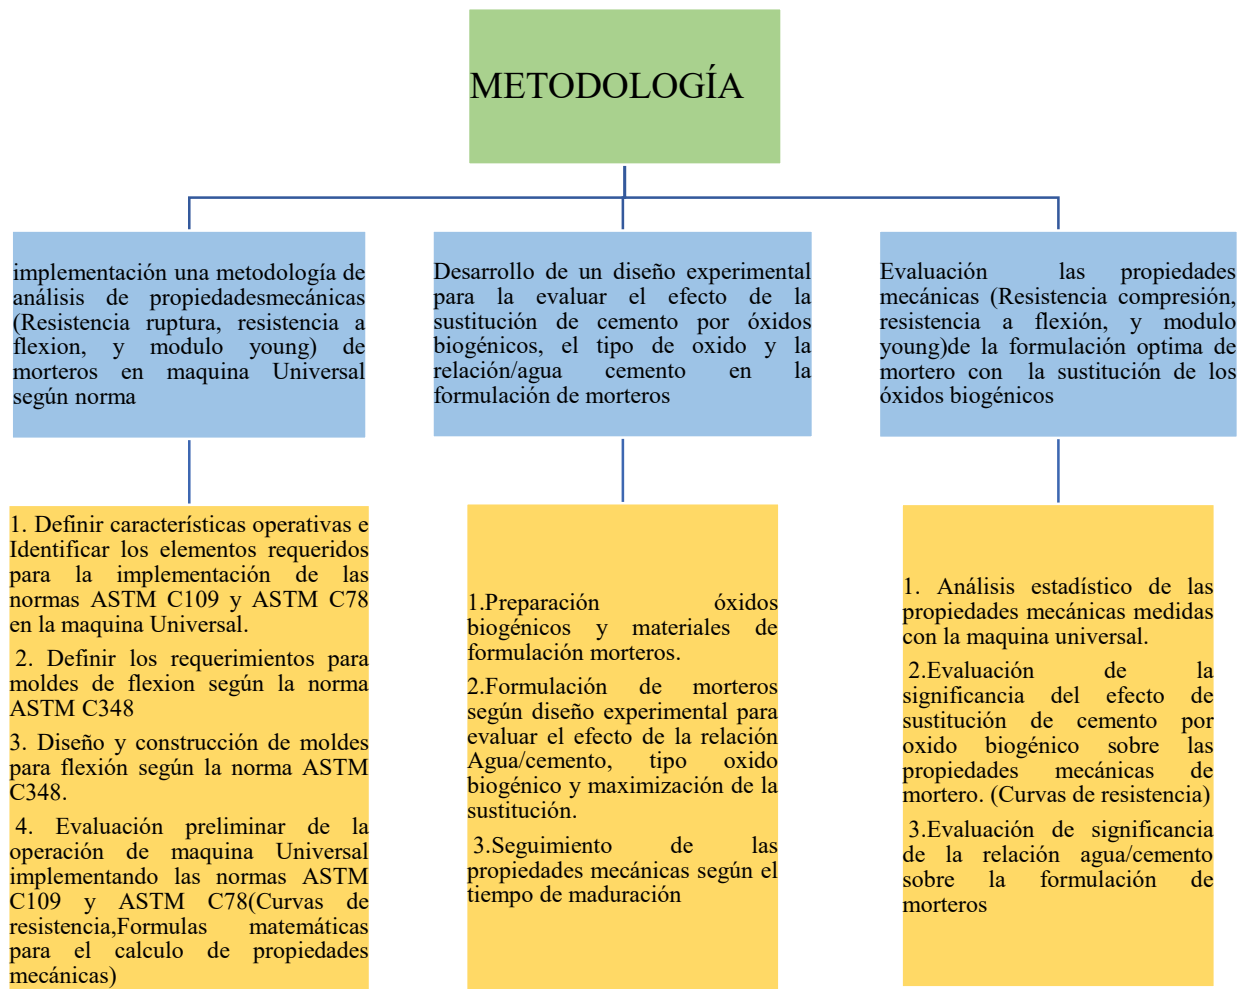 METODOLOGÍA
implementación una metodología de
análisis de propiedadesmecánicas
(Resistencia ruptura, resistencia a
flexion, y modulo young) de
morteros en maquina Universal
según norma
Desarrollo de un diseño experimental
para la evaluar el efecto de la
sustitución de cemento por óxidos
biogénicos, el tipo de oxido y la
relación/agua cemento en la
formulación de morteros
Evaluación las propiedades
mecánicas (Resistencia compresión,
resistencia a flexión, y modulo
young)de la formulación optima de
mortero con la sustitución de los
óxidos biogénicos
1. Definir características operativas e
Identificar los elementos requeridos
para la implementación de las
normas ASTM C109 y ASTM C78
en la maquina Universal.
2. Definir los requerimientos para
moldes de flexion según la norma
ASTM C348
3. Diseño y construcción de moldes
para flexión según la norma ASTM
C348.
4. Evaluación preliminar de la
operación de maquina Universal
implementando las normas ASTM
C109 y ASTM C78(Curvas de
resistencia,Formulas matemáticas
para el calculo de propiedades
mecánicas)
1.Preparación óxidos
biogénicos y materiales de
formulación morteros.
2.Formulación de morteros
según diseño experimental para
evaluar el efecto de la relación
Agua/cemento, tipo oxido
biogénico y maximización de la
sustitución.
3.Seguimiento de las
propiedades mecánicas según el
tiempo de maduración
1. Análisis estadístico de las
propiedades mecánicas medidas
con la maquina universal.
2.Evaluación de la
significancia del efecto de
sustitución de cemento por
oxido biogénico sobre las
propiedades mecánicas de
mortero. (Curvas de resistencia)
3.Evaluación de significancia
de la relación agua/cemento
sobre la formulación de
morteros